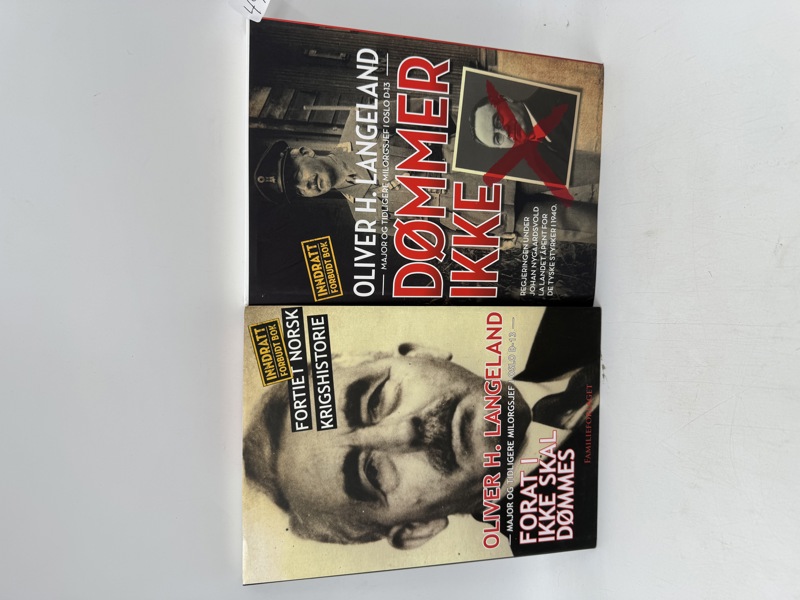 INNDRATT
FORBUDT BOK
OLIVER H. LANGELAND
MAJOR OG TIDLIGERE MILORGSJEF I OSLO D-13
DØMMER
IKKE
REGJERINGEN UNDER
JOHAN NYGAARDSVOLD
LA LANDET ÅPENT FOR
DE TYSKE STYRKER I 1940.
INNDRATT
FORBUDT BOK
FORTIET NORSK
KRIGSHISTORIE
OLIVER H. LANGELAND
— MAJOR OG TIDLIGERE MILORGSJEF I OSLO D-13 —
FORAT I
IKKE SKAL
DØMMES
FAMILIEFORLAGET